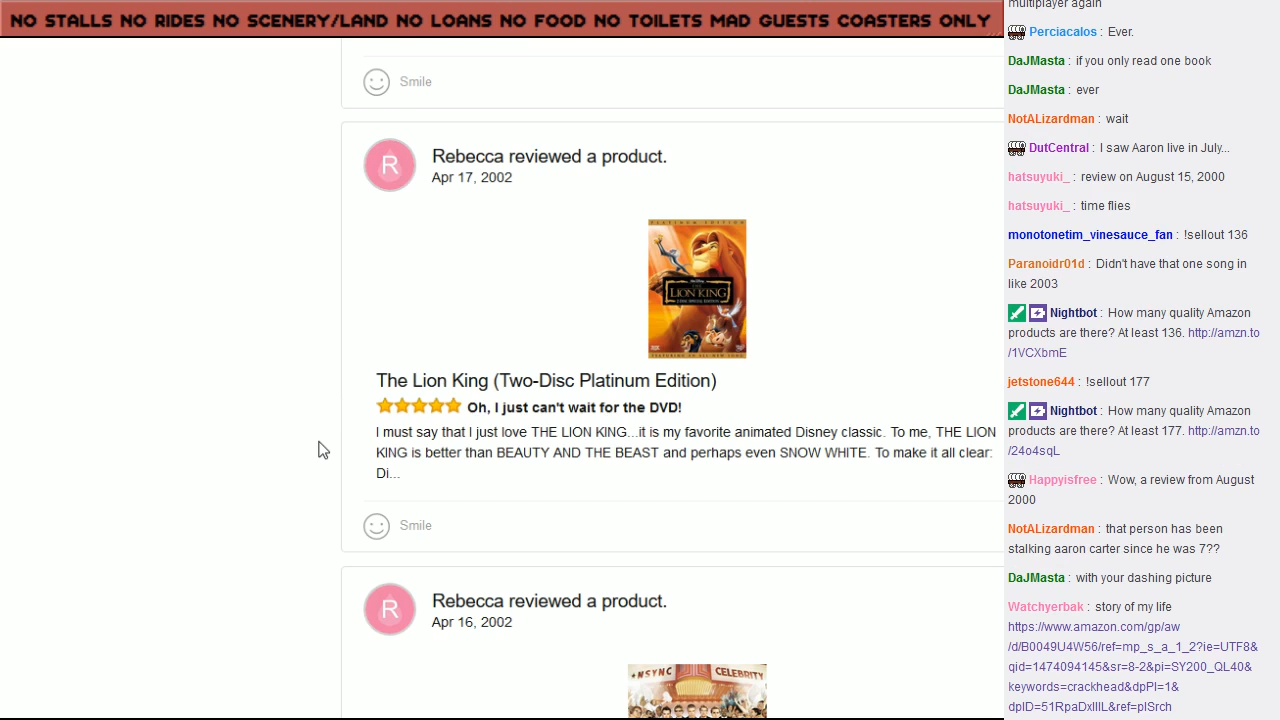 NO STALLS NO RIDES NO SCENERY/LAND NO LOANS NO FOOD NO TOILETS MAD GUESTS COASTERS ONLY
Smile
R
Rebecca reviewed a product.
Apr 17, 2002
PLATINUM EDITION
THE
LION KING
The Lion King (Two-Disc Platinum Edition)
Oh, I just can't wait for the DVD!
I must say that I just love THE LION KING...it is my favorite animated Disney classic. To me, THE LION
KING is better than BEAUTY AND THE BEAST and perhaps even SNOW WHITE. To make it all clear:
Di...
Smile
R
Rebecca reviewed a product.
Apr 16, 2002
*NSYNC CELEBRITY
multiplayer again
Perciacalos : Ever.
DaJMasta : if you only read one book
DaJMasta : ever
NotALizardman : wait
DutCentral : I saw Aaron live in July...
hatsuyuki_ : review on August 15, 2000
hatsuyuki_ : time flies
monotonetim_vinesauce_fan : !sellout 136
Paranoidr01d : Didn't have that one song in
like 2003
Nightbot : How many quality Amazon
products are there? At least 136. http://amzn.to
/1VCXbmE
jetstone644 : !sellout 177
Nightbot : How many quality Amazon
products are there? At least 177. http://amzn.to
/24o4sqL
Happyisfree : Wow, a review from August
2000
NotALizardman : that person has been
stalking aaron carter since he was 7??
DaJMasta : with your dashing picture
Watchyerbak : story of my life
https://www.amazon.com/gp/aw
/d/B0049U4W56/ref=mp_s_a_1_2?ie=UTF8&
qid=1474094145&sr=8-2&pi=SY200_QL40&
keywords=crackhead&dpPl=1&
dpID=51RpaDxIlIL&ref=plSrch